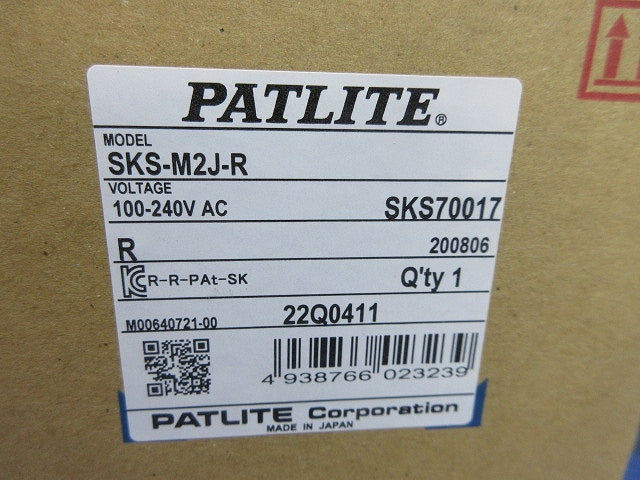 PATLITE®
MODEL
SKS-M2J-R
VOLTAGE
100-240V AC SKS70017
R 200806
R-R-PAt-SK Q'ty 1
M00640721-00 22Q0411
4 938766 023239
PATLITE Corporation
MADE IN JAPAN